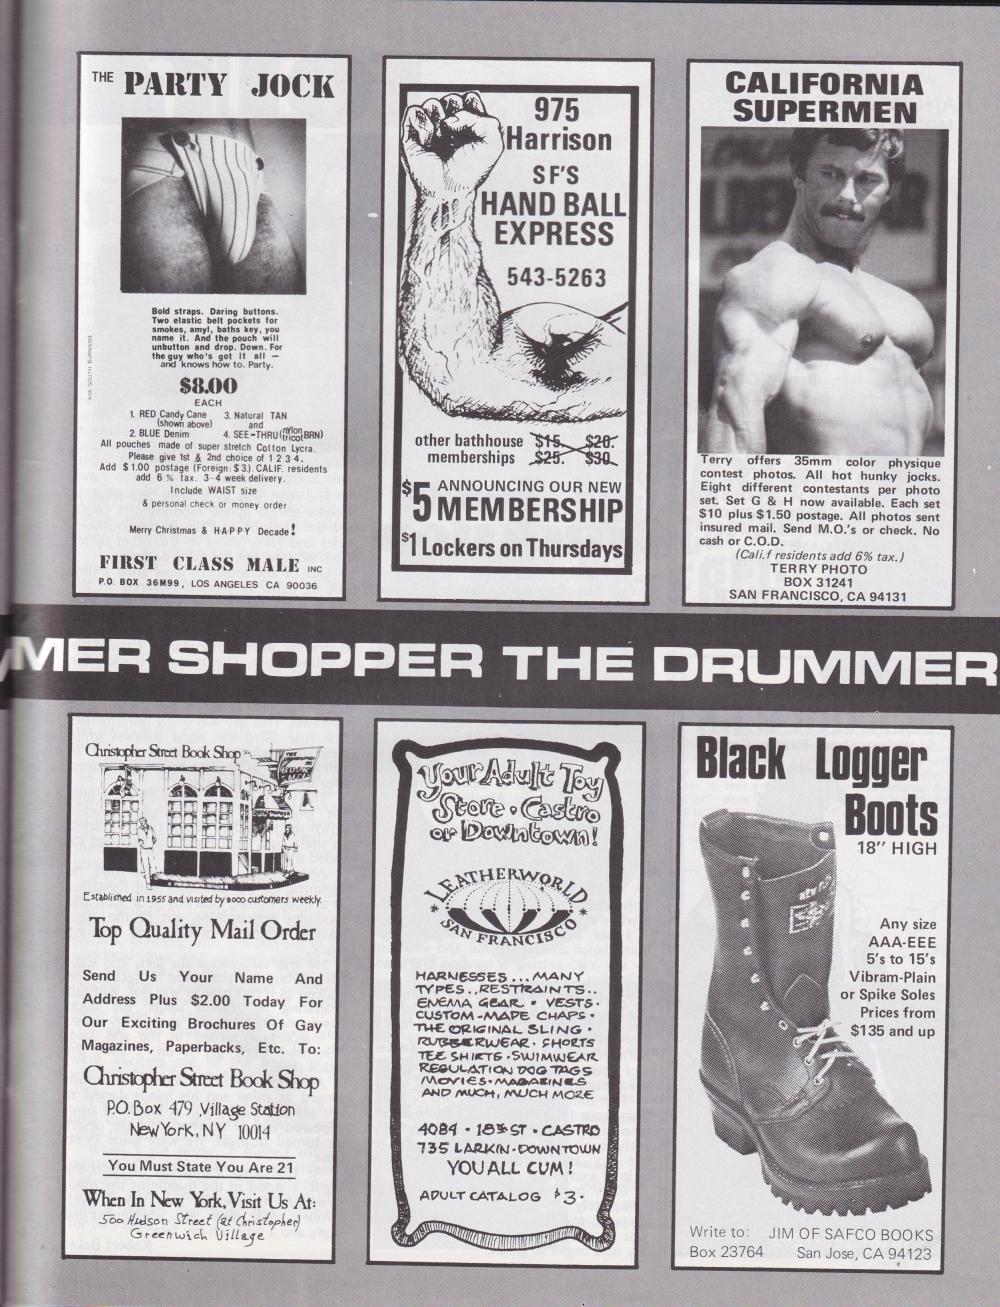 THE PARTY JOCK
Bold straps. Daring buttons.
Two elastic belt pockets for
smokes, amyl, baths key, you
name it. And the pouch will
unbutton and drop. Down. For
the guy who's got it all —
and knows how to. Party.
$8.00
EACH
1. RED Candy Cane
(shown above)
2. BLUE Denim
3. Natural TAN
and
4. SEE-THRU (nylon tricot BRN)
All pouches made of super stretch Cotton Lycra.
Please give 1st & 2nd choice of 1·2·3·4.
Add $1.00 postage (Foreign: $3). CALIF. residents
add 6% tax. 3-4 week delivery.
Include WAIST size
& personal check or money order
Merry Christmas & HAPPY Decade!
FIRST CLASS MALE INC
P.O. BOX 36M99, LOS ANGELES CA 90036
975
Harrison
SF'S
HAND BALL
EXPRESS
543-5263
other bathhouse $15. $20.
memberships $25. $30.
ANNOUNCING OUR NEW
$5 MEMBERSHIP
$1 Lockers on Thursdays
CALIFORNIA
SUPERMEN
Terry offers 35mm color physique
contest photos. All hot hunky jocks.
Eight different contestants per photo
set. Set G & H now available. Each set
$10 plus $1.50 postage. All photos sent
insured mail. Send M.O.'s or check. No
cash or C.O.D.
(Cali.f residents add 6% tax.)
TERRY PHOTO
BOX 31241
SAN FRANCISCO, CA 94131
MER SHOPPER THE DRUMMER
Christopher Street Book Shop
Established in 1955 and visited by 9000 customers weekly.
Top Quality Mail Order
Send Us Your Name And
Address Plus $2.00 Today For
Our Exciting Brochures Of Gay
Magazines, Paperbacks, Etc. To:
Christopher Street Book Shop
P.O. Box 479 Village Station
New York, NY 10014
You Must State You Are 21
When In New York, Visit Us At:
500 Hudson Street (at Christopher)
Greenwich Village
Your Adult Toy
Store · Castro
or Downtown!
LEATHERWORLD
SAN FRANCISCO
HARNESSES...MANY
TYPES..RESTRAINTS..
ENEMA GEAR · VESTS·
CUSTOM-MADE CHAPS·
THE ORIGINAL SLING·
RUBBERWEAR· SHORTS
TEE SHIRTS·SWIMWEAR
REGULATION DOG TAGS
MOVIES·MAGAZINES
AND MUCH, MUCH MORE
4084 · 18th ST · CASTRO
735 LARKIN·DOWNTOWN
YOU ALL CUM!
ADULT CATALOG $3·
Black Logger
Boots
18" HIGH
Any size
AAA-EEE
5's to 15's
Vibram-Plain
or Spike Soles
Prices from
$135 and up
Write to: JIM OF SAFCO BOOKS
Box 23764 San Jose, CA 94123